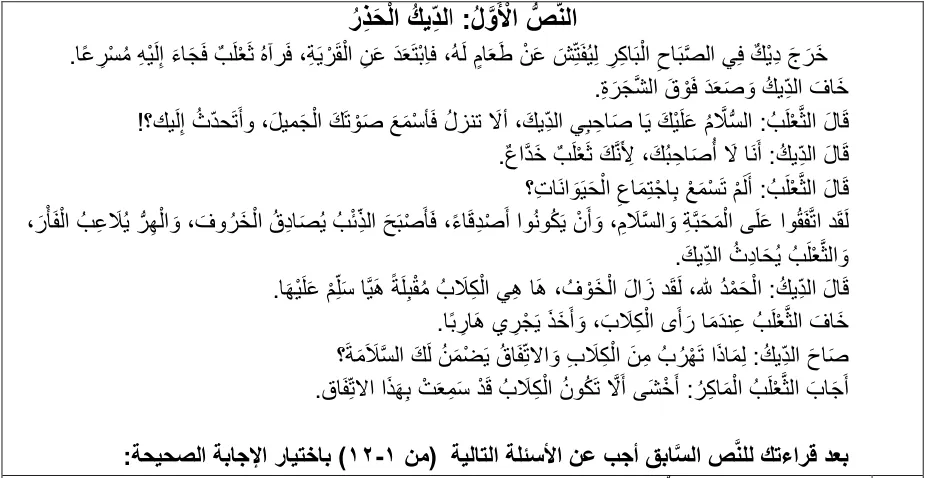 النَّصُّ الْأَوَّلُ: الدِّيكُ الْحَذِرُ
خَرَجَ دِيْكٌ فِي الصَّبَاحِ الْبَاكِرِ لِيُفَتِّشَ عَنْ طَعَامٍ لَهُ، فَابْتَعَدَ عَنِ الْقَرْيَةِ، فَرآهُ ثَعْلَبٌ فَجَاءَ إِلَيْهِ مُسْرِعًا.
خَافَ الدِّيكُ وَصَعَدَ فَوْقَ الشَّجَرَةِ.
قَالَ الثَّعْلَبُ: السُّلَّامُ عَلَيْكَ يَا صَاحِبِي الدِّيكَ، أَلَا تنزلُ فَأَسْمَعَ صَوْتَكَ الْجَميلَ، وأَتَحَدّثُ إِليك؟!
قَالَ الدِّيكُ: أَنَا لَا أُصَاحِبُكَ، لِأَنَّكَ ثَعْلَبٌ خَدَّاعٌ.
قَالَ الثَّعْلَبُ: أَلَمْ تَسْمَعْ بِاجْتِمَاعِ الْحَيَوَانَاتِ؟
لَقَد اتَّفَقُوا عَلَى الْمَحَبَّةِ وَالسَّلَامِ، وَأَنْ يَكُونُوا أَصْدِقَاءً، فَأَصْبَحَ الذِّئْبُ يُصَادِقُ الْخَرُوفَ، وَالْهِرُّ يُلَاعِبُ الْفَأْرَ،
وَالثَّعْلَبُ يُحَادِثُ الدِّيكَ.
قَالَ الدِّيكُ: الْحَمْدُ لله، لَقَد زَالَ الْخَوْفُ، هَا هِي الْكِلَابُ مُقْبِلَةً هَيَّا سَلِّمْ عَلَيْهَا.
خَافَ الثَّعْلَبُ عِندَمَا رَأَى الْكِلَابَ، وَأَخَذَ يَجْرِي هَارِبًا.
صَاحَ الدِّيكُ: لِمَاذَا تَهْرُبُ مِنَ الْكِلَابِ وَالاتِّفَاقُ يَضْمَنُ لَكَ السَّلَامَةَ؟
أَجَابَ الثَّعْلَبُ الْمَاكِرُ: أَخْشَى أَلَّا تَكُونُ الْكِلَابُ قَدْ سَمِعَتْ بِهَذَا الاتِّفَاق.
بعد قراءتك للنَّص السَّابق أجب عن الأسئلة التالية (من ١-١٢) باختيار الإجابة الصحيحة: